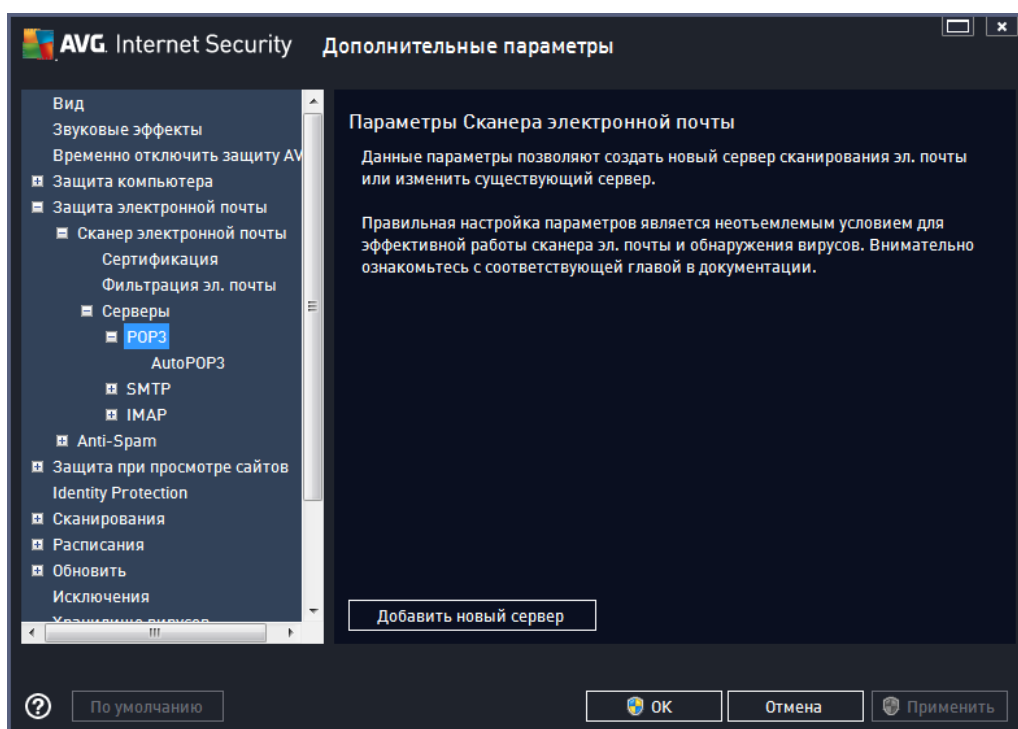 AVG. Internet Security Дополнительные параметры
Вид
Звуковые эффекты
Временно отключить защиту AV
Защита компьютера
Защита электронной почты
Сканер электронной почты
Сертификация
Фильтрация эл. почты
Серверы
POP3
AutoPOP3
SMTP
IMAP
Anti-Spam
Защита при просмотре сайтов
Identity Protection
Сканирования
Расписания
Обновить
Исключения
Хранилище вирусов
Параметры Сканера электронной почты
Данные параметры позволяют создать новый сервер сканирования эл. почты
или изменить существующий сервер.
Правильная настройка параметров является неотъемлемым условием для
эффективной работы сканера эл. почты и обнаружения вирусов. Внимательно
ознакомьтесь с соответствующей главой в документации.
Добавить новый сервер
По умолчанию
OK
Отмена
Применить